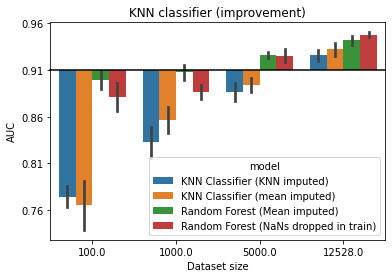 KNN classifier (improvement)
AUC
0.96
0.91
0.86
0.81
0.76
model
KNN Classifier (KNN imputed)
KNN Classifier (mean imputed)
Random Forest (Mean imputed)
Random Forest (NaNs dropped in train)
100.0 1000.0 5000.0 12528.0
Dataset size